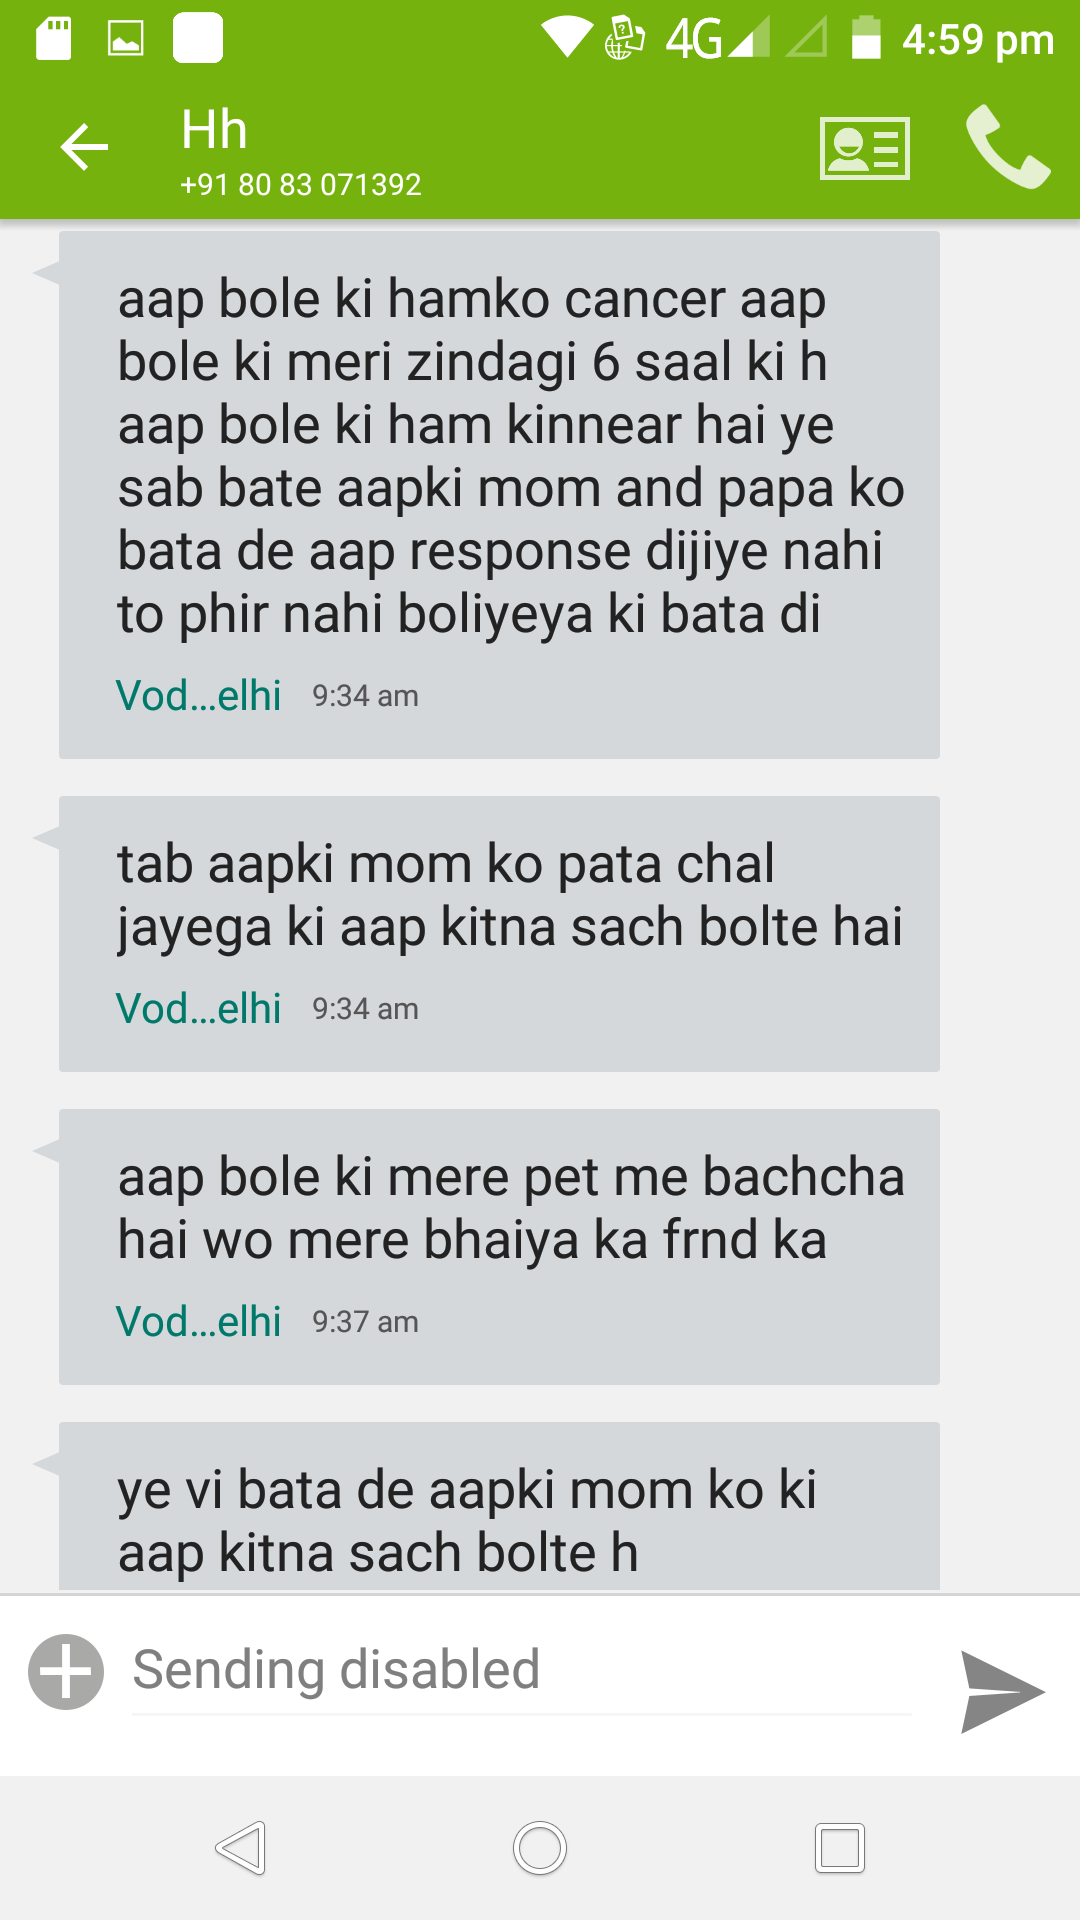 4G 4:59 pm
Hh
+91 80 83 071392
aap bole ki hamko cancer aap
bole ki meri zindagi 6 saal ki h
aap bole ki ham kinnear hai ye
sab bate aapki mom and papa ko
bata de aap response dijiye nahi
to phir nahi boliyeya ki bata di
Vod...elhi 9:34 am
tab aapki mom ko pata chal
jayega ki aap kitna sach bolte hai
Vod...elhi 9:34 am
aap bole ki mere pet me bachcha
hai wo mere bhaiya ka frnd ka
Vod...elhi 9:37 am
ye vi bata de aapki mom ko ki
aap kitna sach bolte h
Sending disabled